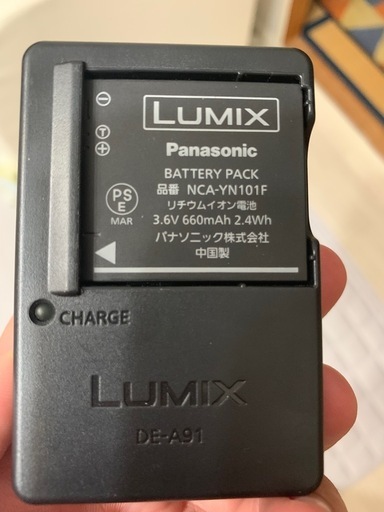 LUMIX
Panasonic
BATTERY PACK
品番 NCA-YN101F
リチウムイオン電池
3.6V 660mAh 2.4Wh
パナソニック株式会社
中国製
T
PS
E
MAR
CHARGE
LUMIX
DE-A91